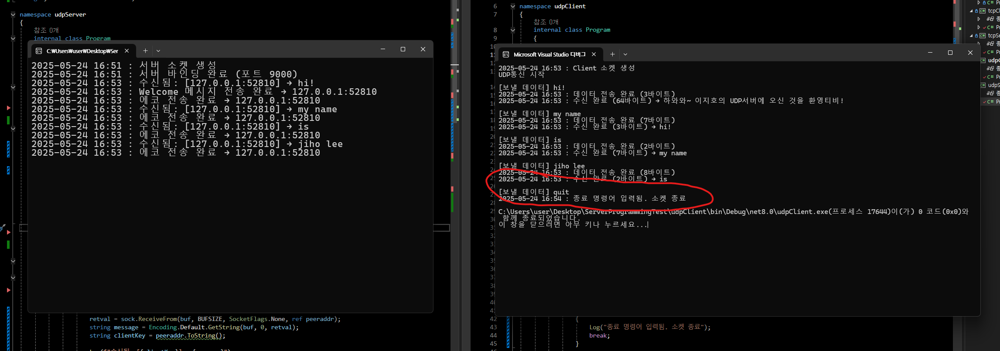 namespace udpServer
{
참조 0개
internal class Program
C:₩Users₩user₩Desktop₩Ser
2025-05-24 16:51 : 서버 소켓 생성
2025-05-24 16:51 : 서버 바인딩 완료 (포트 9000)
2025-05-24 16:53 : 수신됨: [127.0.0.1:52810] → hi!
2025-05-24 16:53 : Welcome 메시지 전송 완료 → 127.0.0.1:52810
2025-05-24 16:53 : 에코 전송 완료 → 127.0.0.1:52810
2025-05-24 16:53 : 수신됨: [127.0.0.1:52810] → my name
2025-05-24 16:53 : 에코 전송 완료 → 127.0.0.1:52810
2025-05-24 16:53 : 수신됨: [127.0.0.1:52810] → is
2025-05-24 16:53 : 에코 전송 완료 → 127.0.0.1:52810
2025-05-24 16:53 : 수신됨: [127.0.0.1:52810] → jiho lee
2025-05-24 16:53 : 에코 전송 완료 → 127.0.0.1:52810
retval = sock.ReceiveFrom(buf, BUFSIZE, SocketFlags.None, ref peeraddr);
string message = Encoding.Default.GetString(buf, 0, retval);
string clientKey = peeraddr.ToString();
6 namespace udpClient
7 {
참조 0개
8 internal class Program
9 {
Microsoft Visual Studio 디버그
2025-05-24 16:53 : Client 소켓 생성
UDP통신 시작
[보낼 데이터] hi!
2025-05-24 16:53 : 데이터 전송 완료 (3바이트)
2025-05-24 16:53 : 수신 완료 (64바이트) → 하와와~ 이지호의 UDP서버에 오신 것을 환영티비!
[보낼 데이터] my name
2025-05-24 16:53 : 데이터 전송 완료 (7바이트)
2025-05-24 16:53 : 수신 완료 (3바이트) → hi!
[보낼 데이터] is
2025-05-24 16:53 : 데이터 전송 완료 (2바이트)
2025-05-24 16:53 : 수신 완료 (7바이트) → my name
[보낼 데이터] jiho lee
2025-05-24 16:53 : 데이터 전송 완료 (8바이트)
2025-05-24 16:53 : 수신 완료 (2바이트) → is
[보낼 데이터] quit
2025-05-24 16:54 : 종료 명령어 입력됨. 소켓 종료
C:\Users\user\Desktop\ServerProgrammingTest\udpClient\bin\Debug\net8.0\udpClient.exe(프로세스 17644)이(가) 0 코드(0x0)와
함께 종료되었습니다.
이 창을 닫으려면 아무 키나 누르세요...
42 {
43 Log("종료 명령어 입력됨. 소켓 종료");
44 break;
45 }